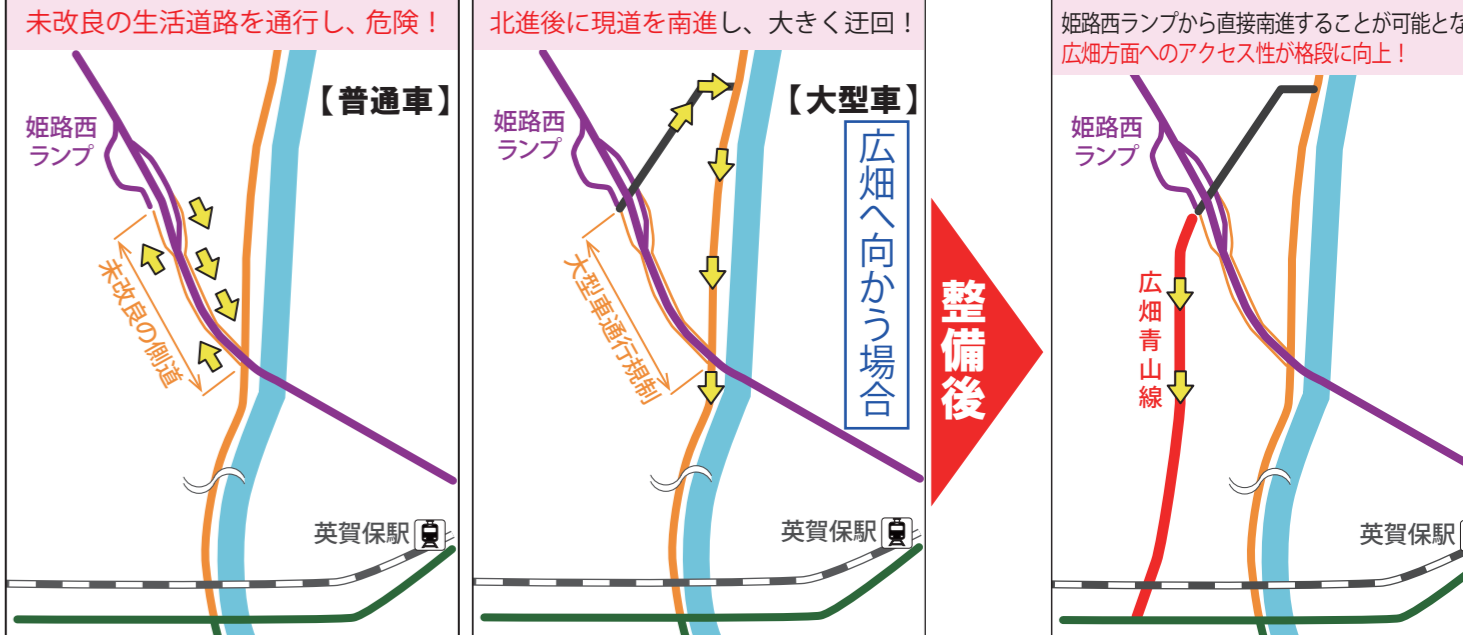 未改良の生活道路を通行し、危険！
【普通車】
姫路西
ランプ
未改良の側道
英賀保駅
北進後に現道を南進し、大きく迂回！
【大型車】
姫路西
ランプ
大型車通行規制
広畑へ向かう場合
英賀保駅
整備後
姫路西ランプから直接南進することが可能とな
広畑方面へのアクセス性が格段に向上！
姫路西
ランプ
広畑青山線
英賀保駅